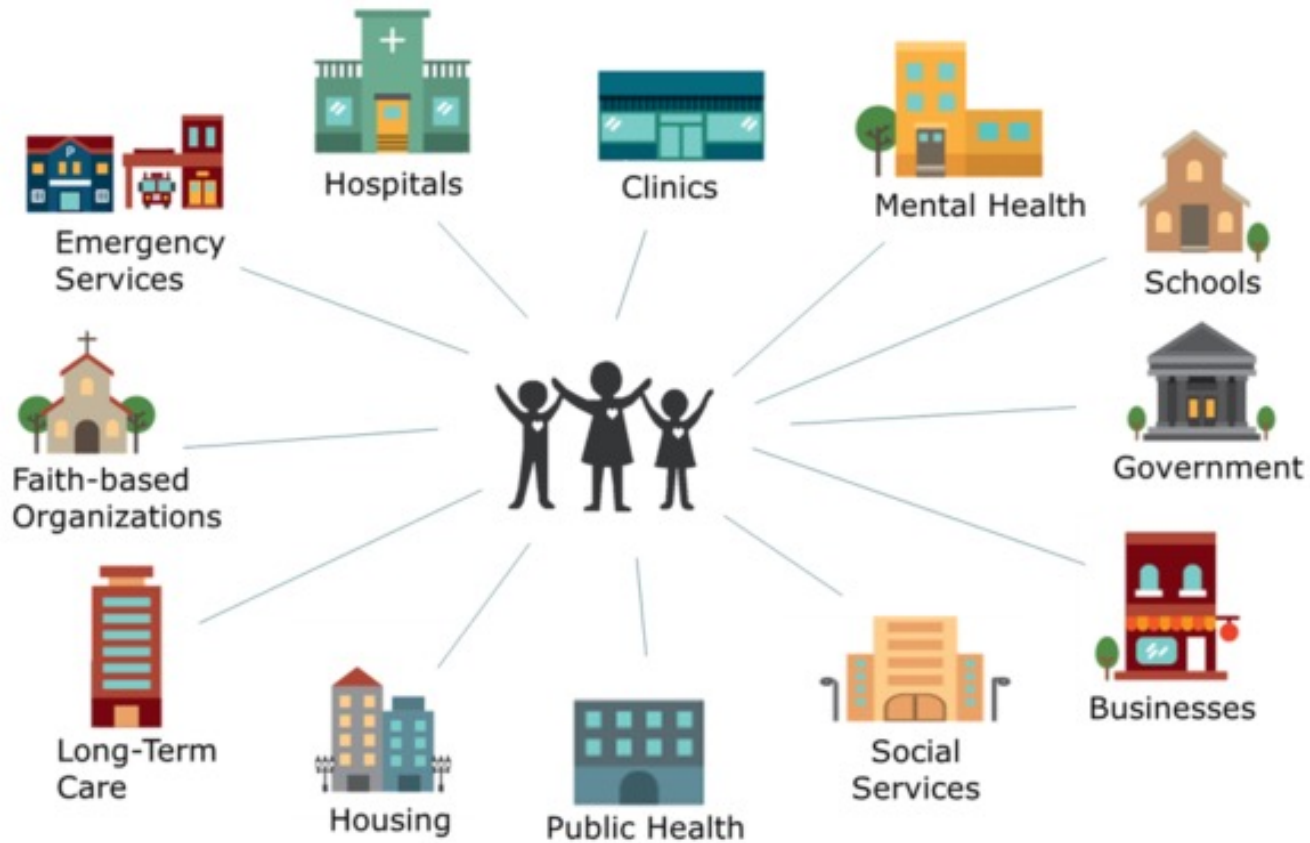 Hospitals
Clinics
Mental Health
P
Emergency
Services
Schools
Faith-based
Organizations
Government
Long-Term
Care
Businesses
Social
Services
Housing
Public Health